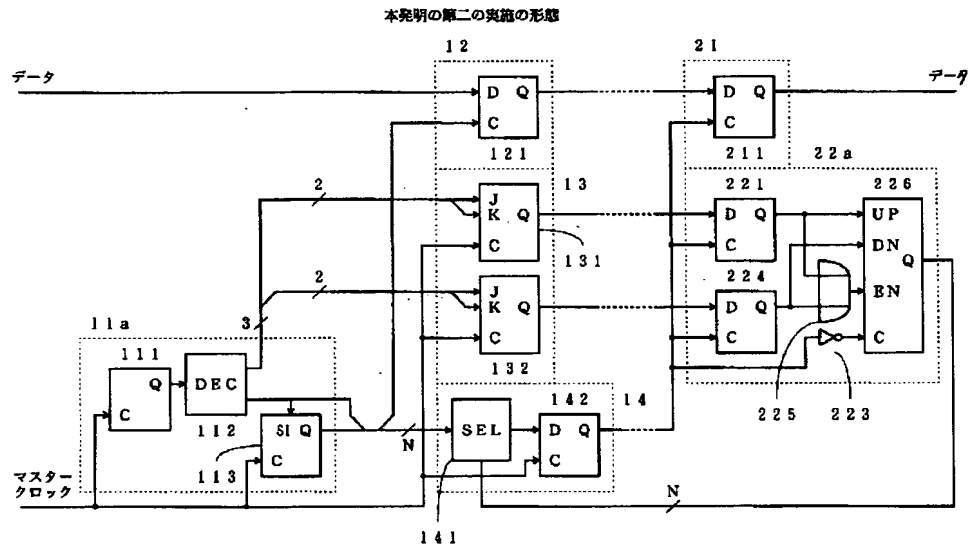 本発明の第二の実施の形態
12
21
データ
データ
D Q
C
121
D Q
C
211
22a
2
13
J
K Q
C
131
221
D Q
C
226
UP
DN
Q
EN
C
2
J
K Q
C
132
224
D Q
C
3
11a
111
Q
C
DEC
112
SI Q
C
113
N
SEL
142
D Q
C
14
225
223
マスター
クロック
141
N